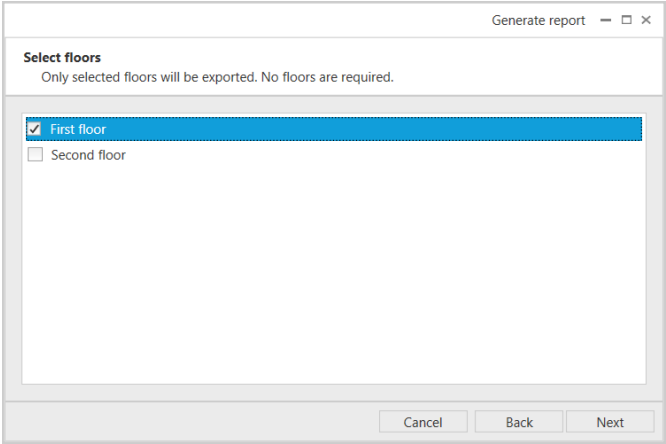 Generate report
Select floors
Only selected floors will be exported. No floors are required.
First floor
Second floor
Cancel
Back
Next